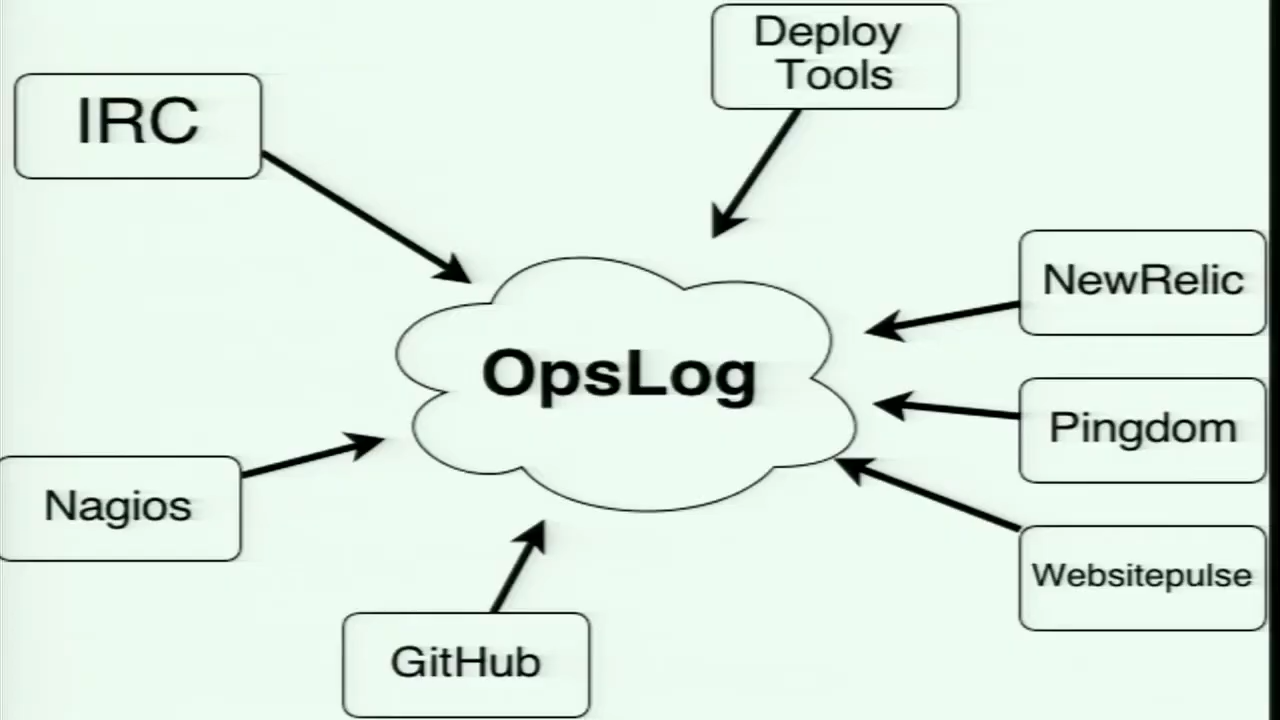 Deploy
Tools
IRC
NewRelic
OpsLog
Pingdom
Nagios
Websitepulse
GitHub